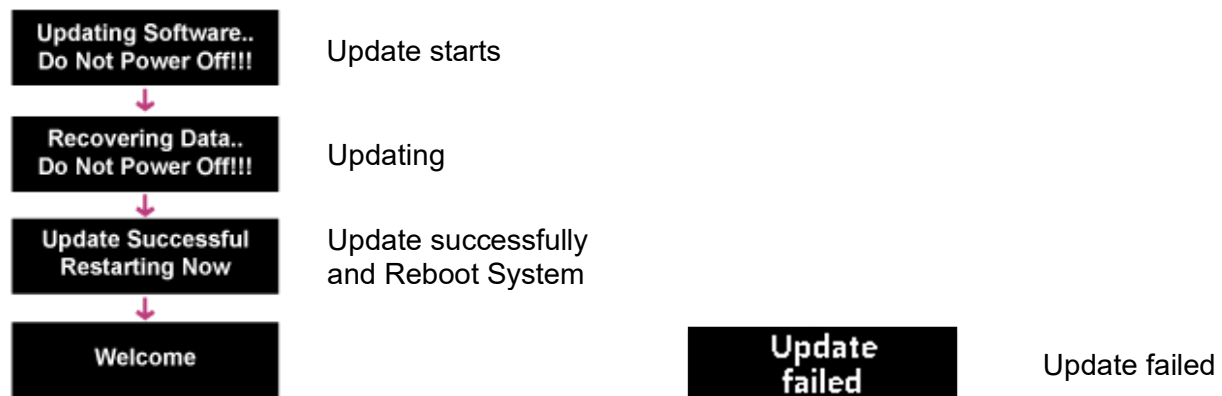 Updating Software..
Do Not Power Off!!!
Update starts
Recovering Data..
Do Not Power Off!!!
Updating
Update Successful
Restarting Now
Update successfully
and Reboot System
Welcome
Update
failed
Update failed